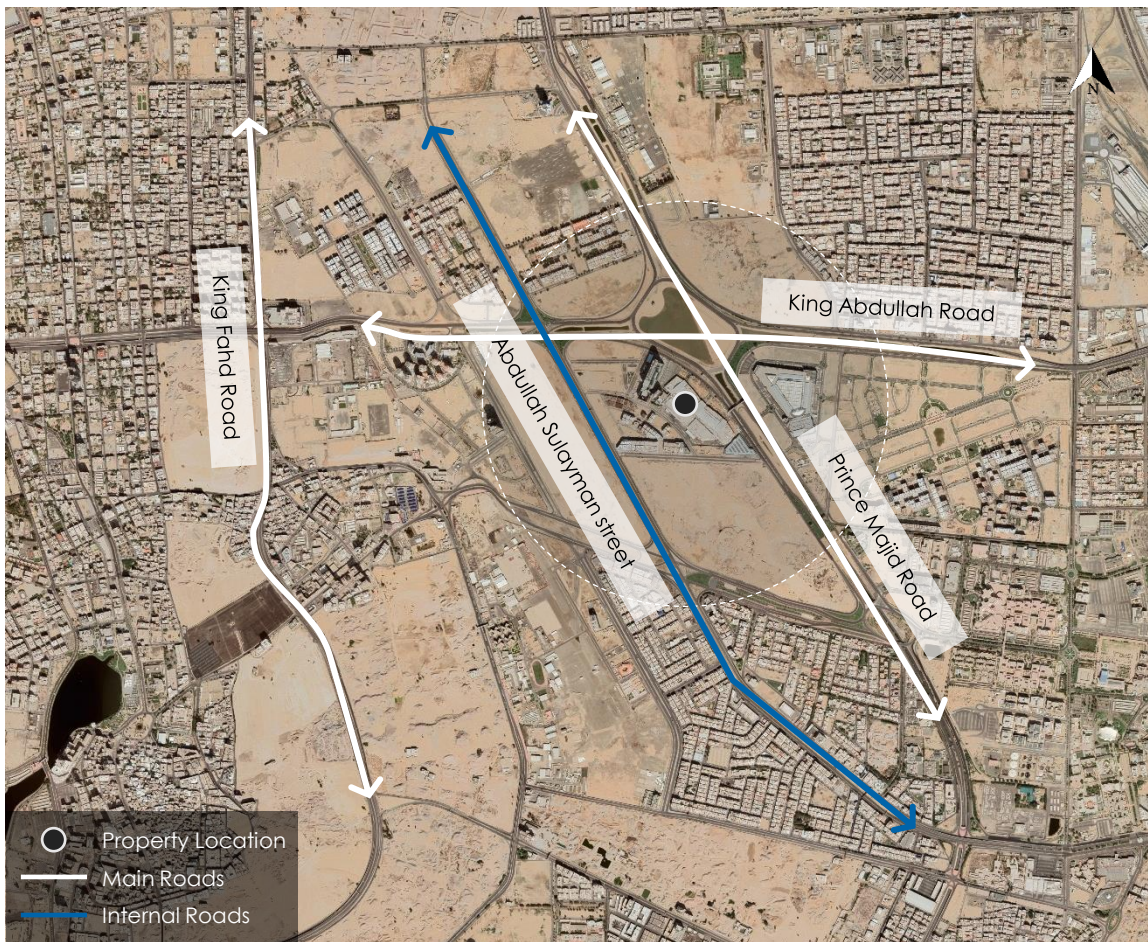 N
King Abdullah Road
King Fahd Road
Abdullah Sulayman street
Prince Majid Road
Property Location
Main Roads
Internal Roads